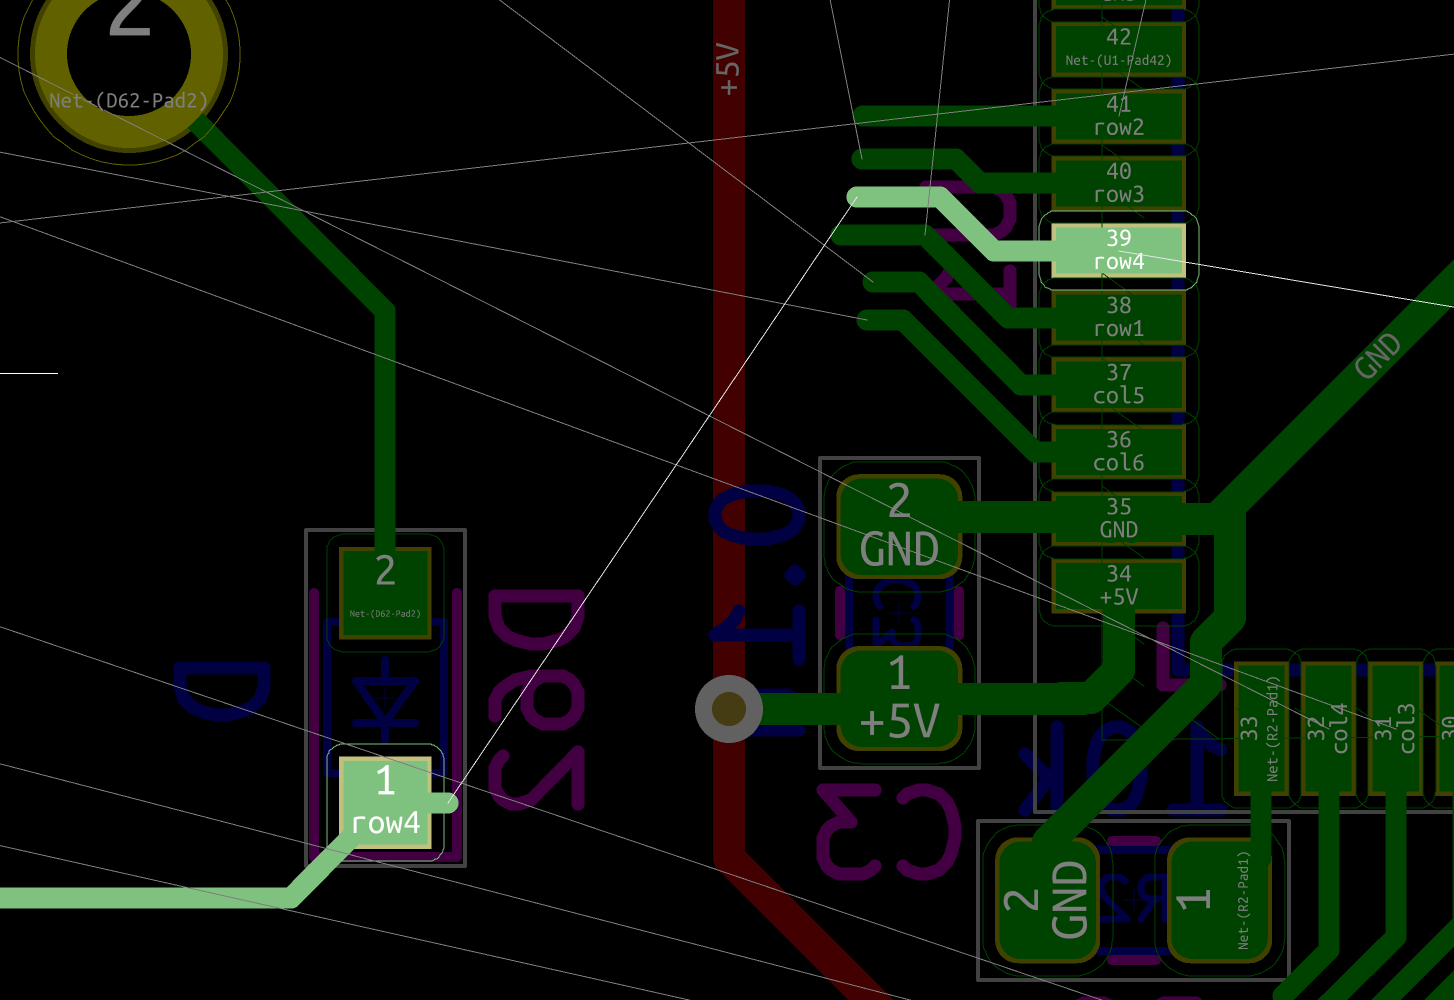 2
Net-(D62-Pad2)
+5V
42
Net-(U1-Pad42)
41
row2
40
row3
39
row4
38
row1
37
col5
36
col6
35
GND
34
+5V
GND
2
GND
1
+5V
0.1u
C3
C3
2
Net-(D62-Pad2)
D
D62
1
row4
33
Net-(R2-Pad1)
32
col4
31
col3
30
10k
2
GND
R2
1
Net-(R2-Pad1)